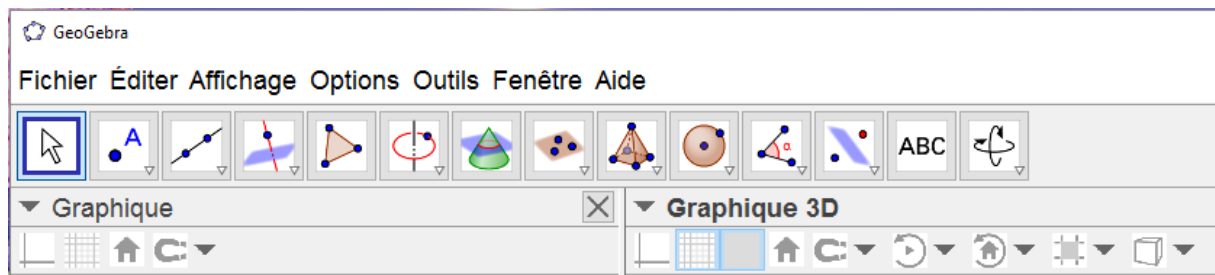 GeoGebra
Fichier Éditer Affichage Options Outils Fenêtre Aide
A α ABC
Graphique Graphique 3D